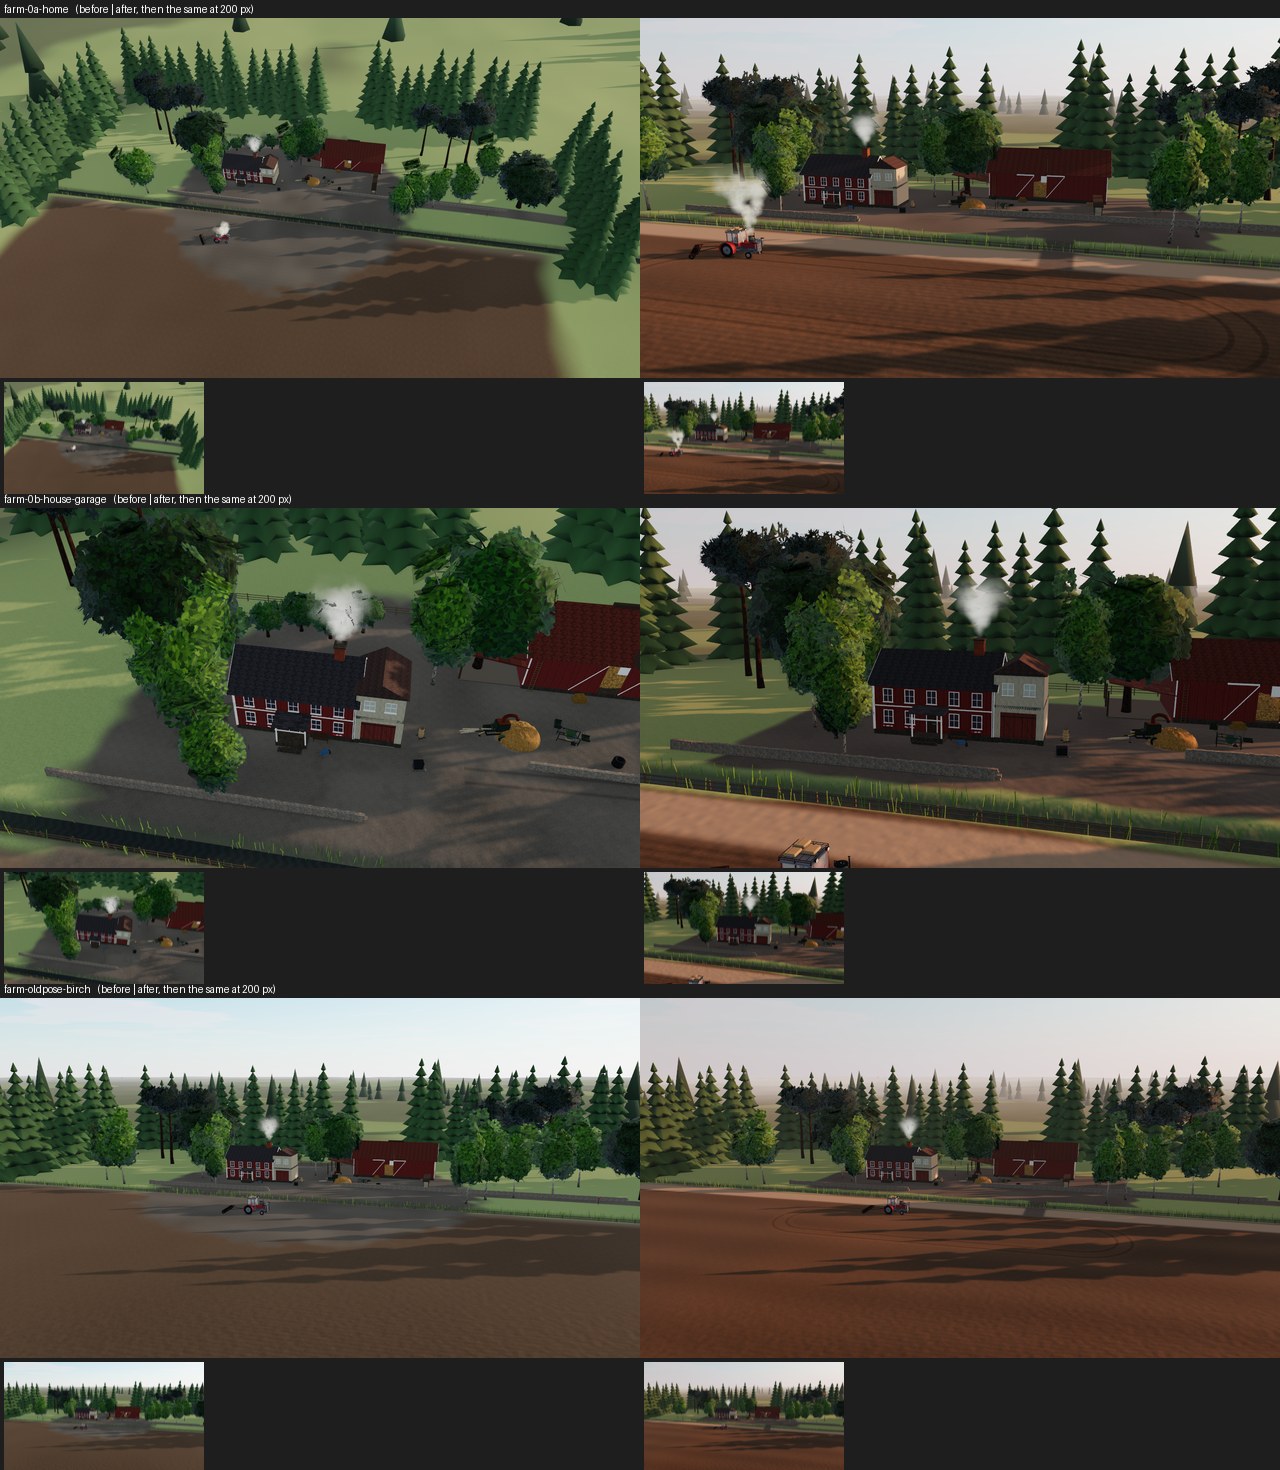 farm-0a-home (before | after, then the same at 200 px)
farm-0b-house-garage (before | after, then the same at 200 px)
farm-oldpose-birch (before | after, then the same at 200 px)